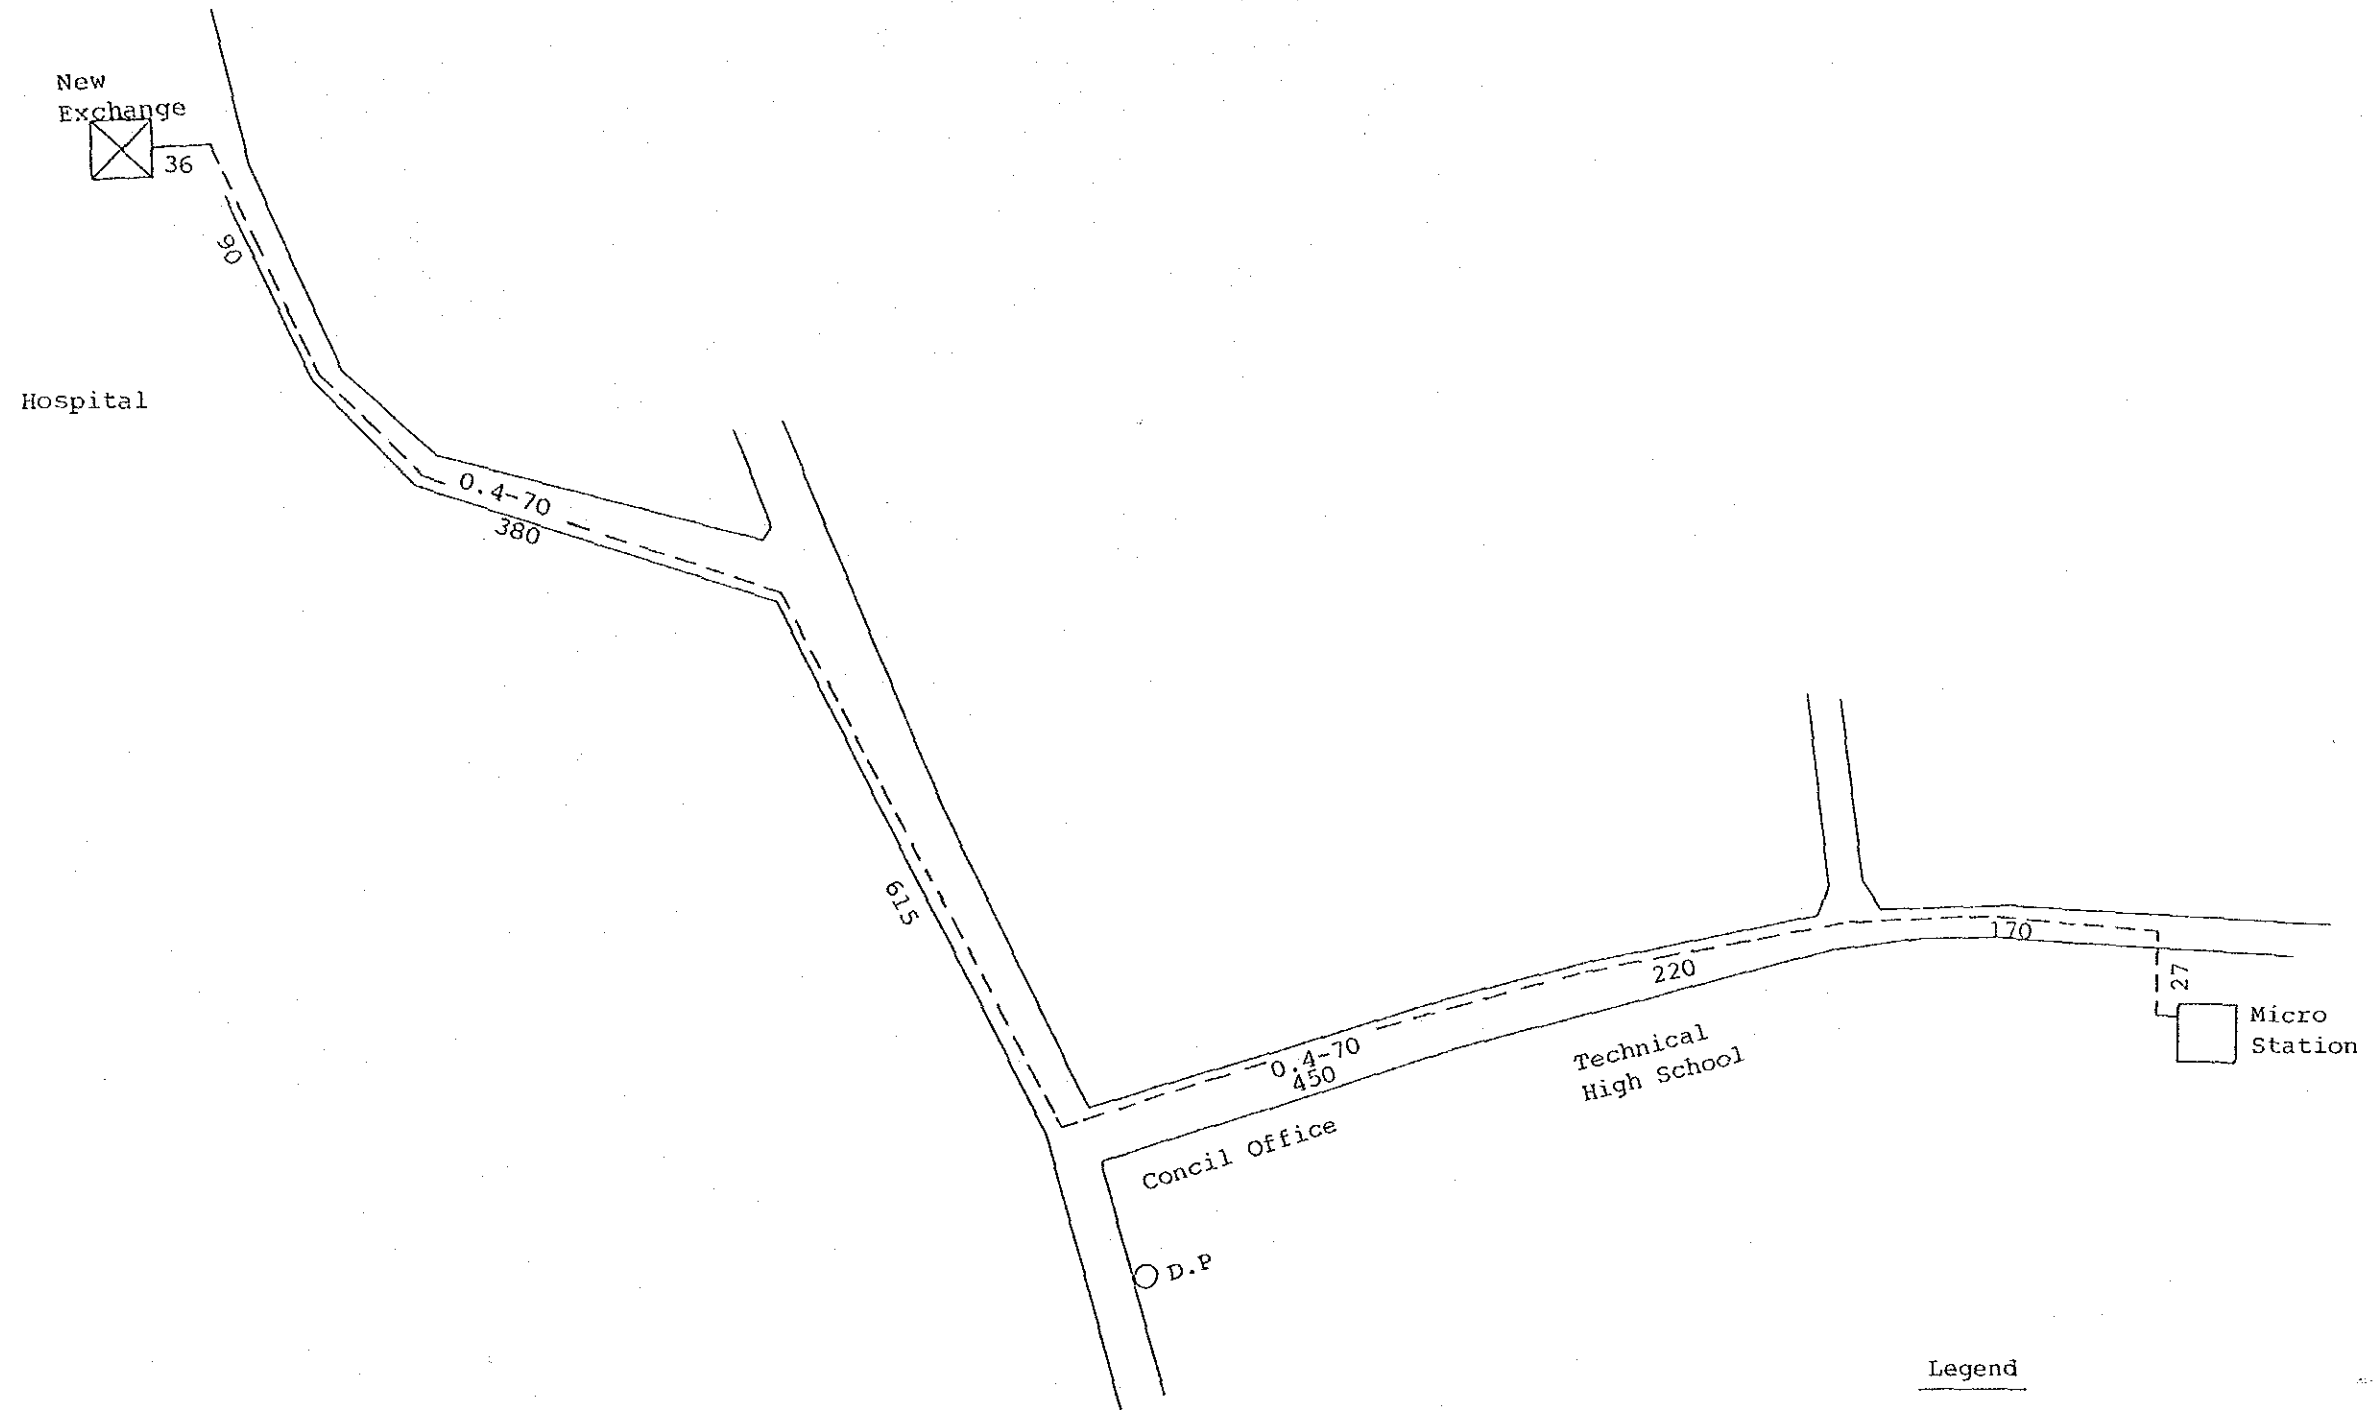 New
Exchange
36
90
Hospital
0.4-70
380
615
170
220
27
Micro
Station
0.4-70
450
Technical
High School
Concil Office
D.P
Legend